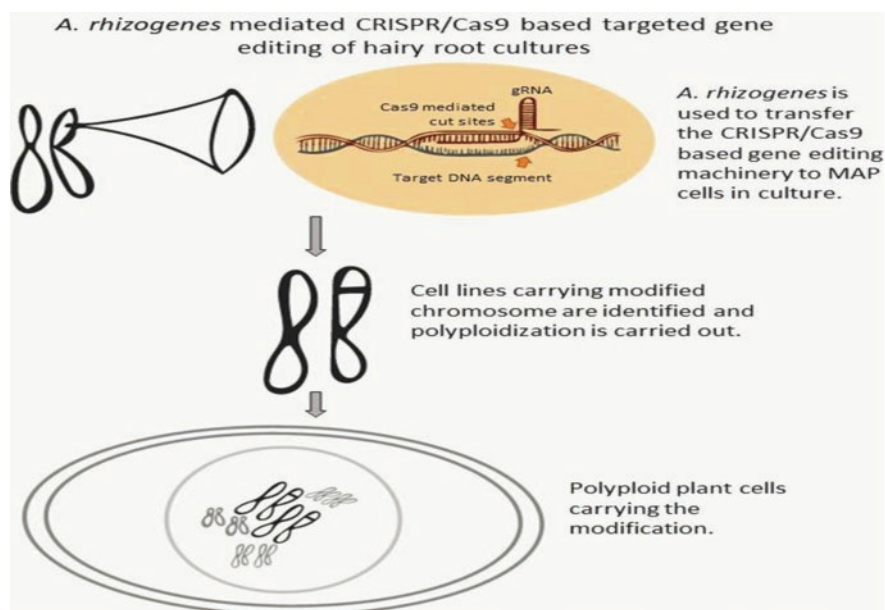 A. rhizogenes mediated CRISPR/Cas9 based targeted gene
editing of hairy root cultures
gRNA
Cas9 mediated
cut sites
Target DNA segment
A. rhizogenes is
used to transfer
the CRISPR/Cas9
based gene editing
machinery to MAP
cells in culture.
Cell lines carrying modified
chromosome are identified and
polyploidization is carried out.
Polyploid plant cells
carrying the
modification.